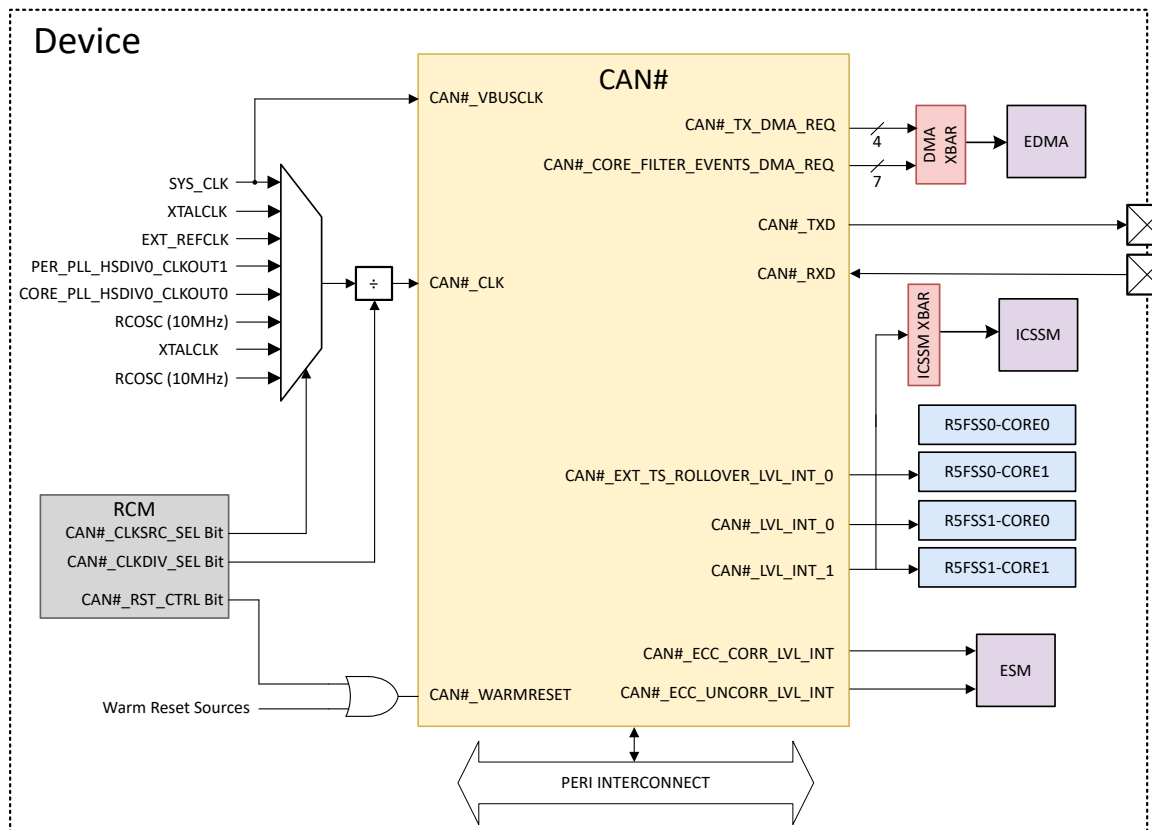 Device
CAN#
CAN#_VBUSCLK
CAN#_TX_DMA_REQ
4
CAN#_CORE_FILTER_EVENTS_DMA_REQ
7
DMA
XBAR
EDMA
SYS_CLK
XTALCLK
EXT_REFCLK
PER_PLL_HSDIV0_CLKOUT1
CORE_PLL_HSDIV0_CLKOUT0
RCOSC (10MHz)
XTALCLK
RCOSC (10MHz)
÷
CAN#_CLK
CAN#_TXD
CAN#_RXD
ICSSM XBAR
ICSSM
R5FSS0-CORE0
R5FSS0-CORE1
R5FSS1-CORE0
R5FSS1-CORE1
CAN#_EXT_TS_ROLLOVER_LVL_INT_0
CAN#_LVL_INT_0
CAN#_LVL_INT_1
RCM
CAN#_CLKSRC_SEL Bit
CAN#_CLKDIV_SEL Bit
CAN#_RST_CTRL Bit
Warm Reset Sources
CAN#_WARMRESET
CAN#_ECC_CORR_LVL_INT
CAN#_ECC_UNCORR_LVL_INT
ESM
PERI INTERCONNECT